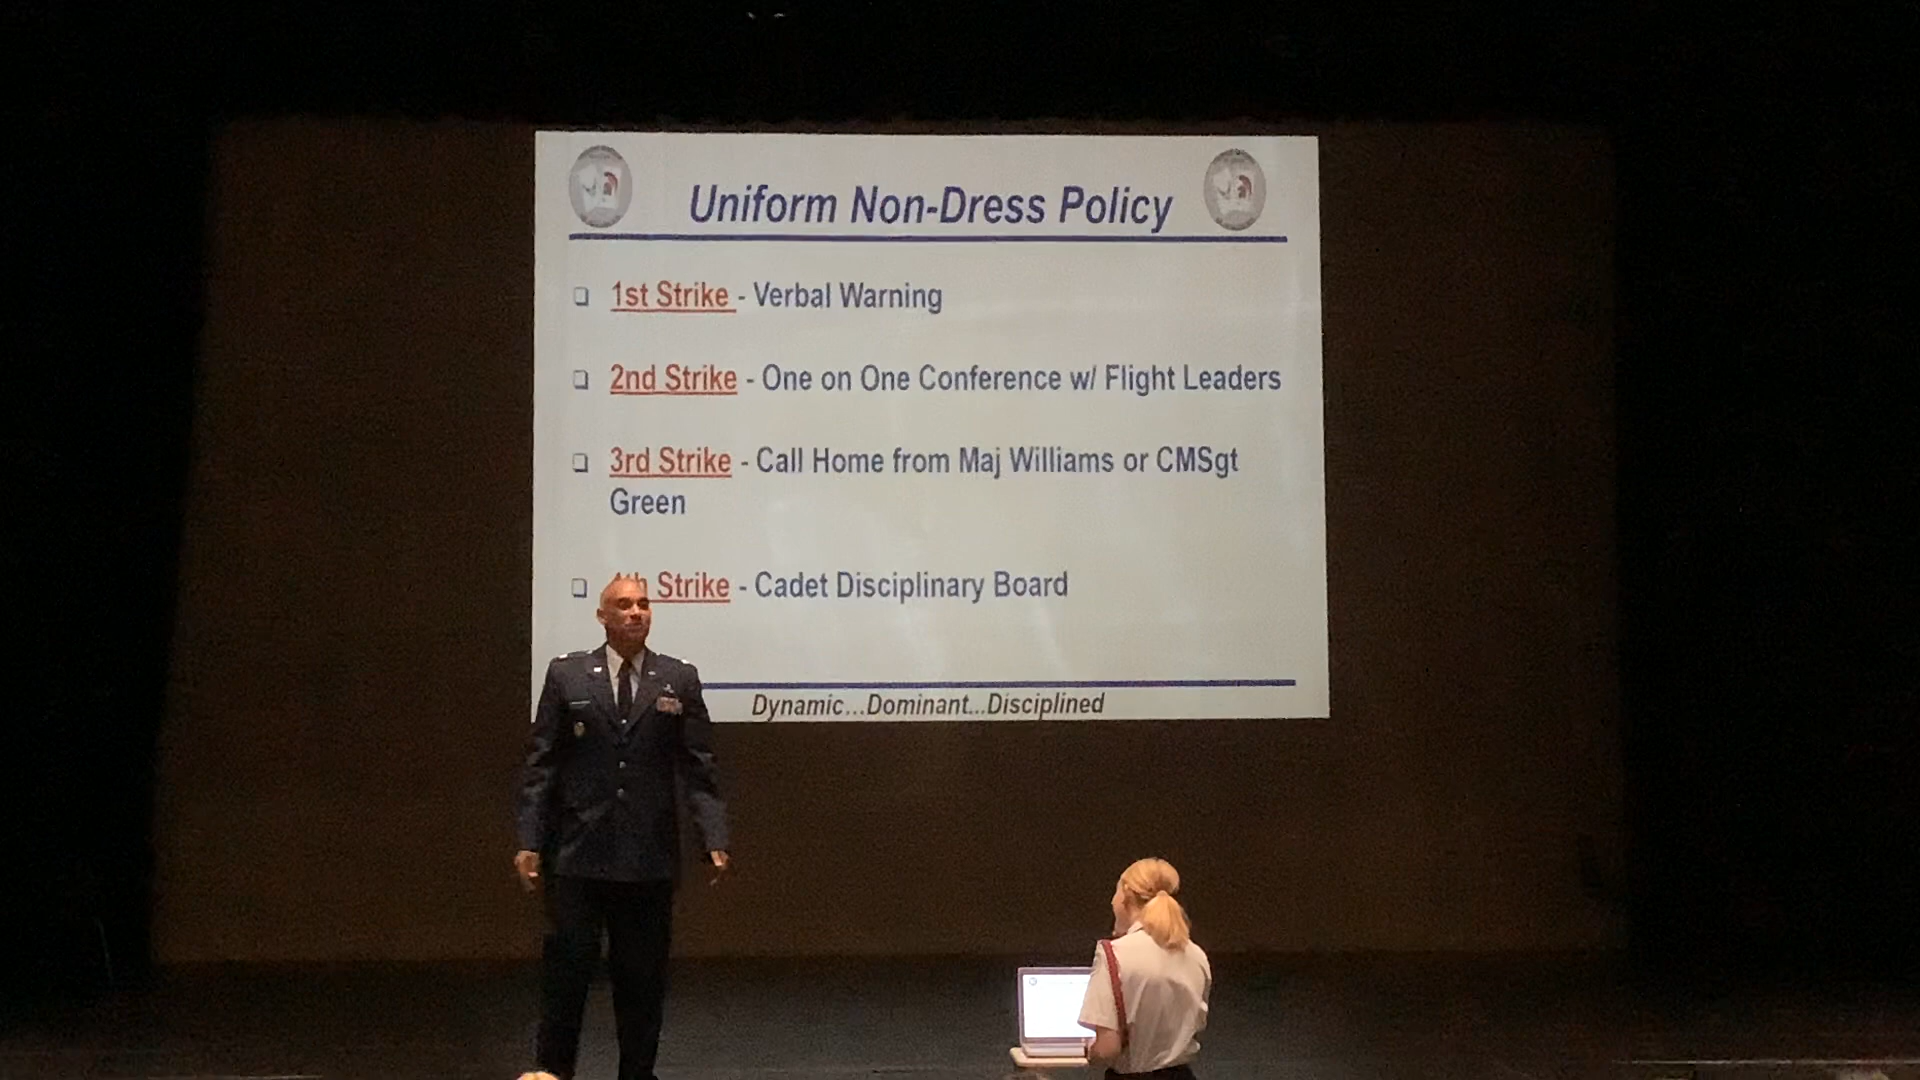 Uniform Non-Dress Policy
1st Strike - Verbal Warning
2nd Strike - One on One Conference w/ Flight Leaders
3rd Strike - Call Home from Maj Williams or CMSgt
Green
4th Strike - Cadet Disciplinary Board
Dynamic...Dominant...Disciplined